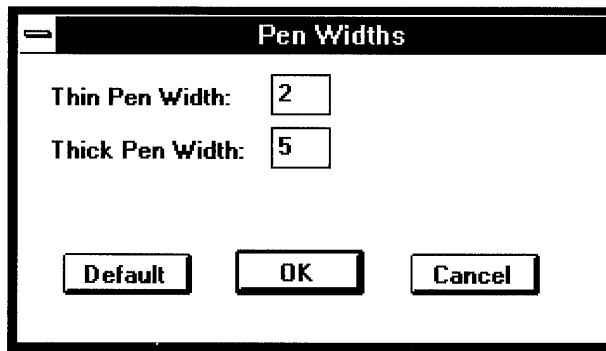 Pen Widths
Thin Pen Width: 2
Thick Pen Width: 5
Default OK Cancel